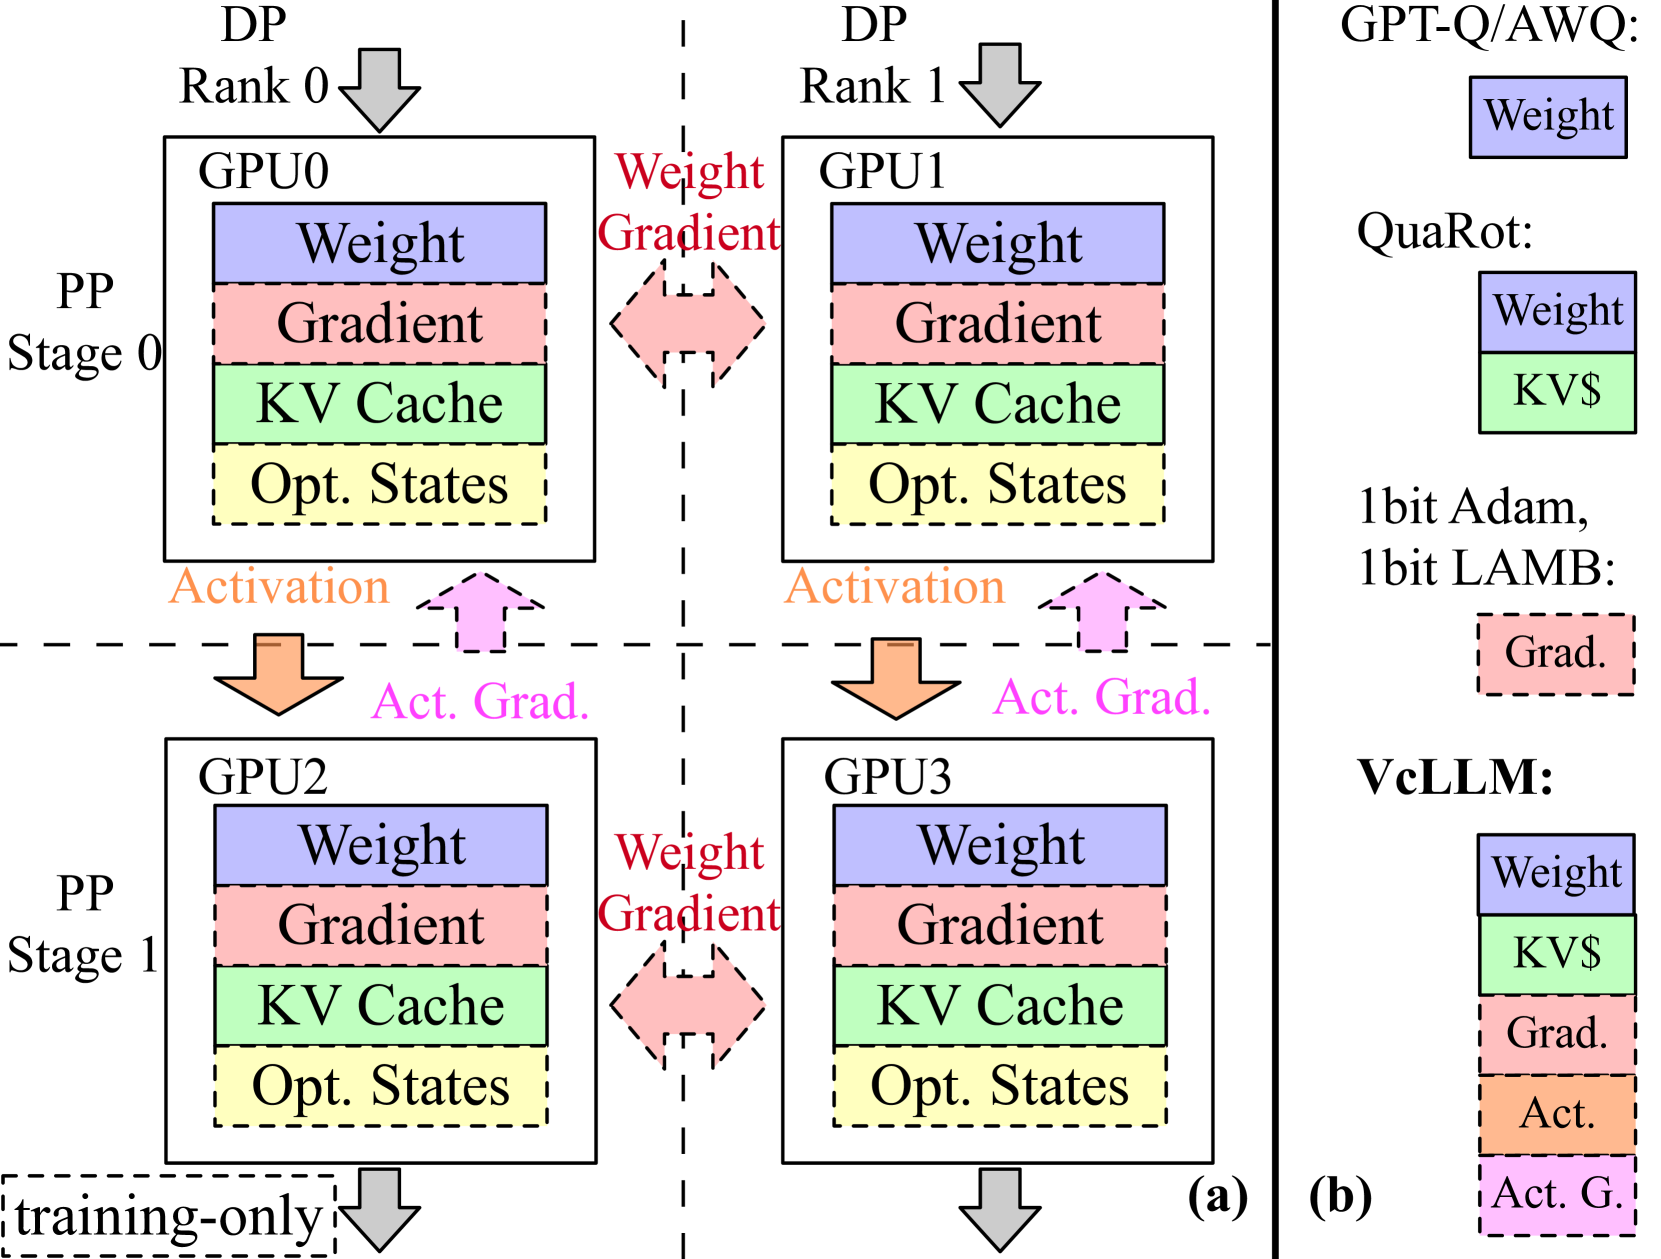 DP
Rank 0
DP
Rank 1
PP
Stage 0
GPU0
Weight
Gradient
KV Cache
Opt. States
Weight
Gradient
GPU1
Weight
Gradient
KV Cache
Opt. States
Activation
Act. Grad.
Activation
Act. Grad.
PP
Stage 1
GPU2
Weight
Gradient
KV Cache
Opt. States
Weight
Gradient
GPU3
Weight
Gradient
KV Cache
Opt. States
training-only
(a)
GPT-Q/AWQ:
Weight
QuaRot:
Weight
KV$
1bit Adam,
1bit LAMB:
Grad.
VcLLM:
Weight
KV$
Grad.
Act.
Act. G.
(b)